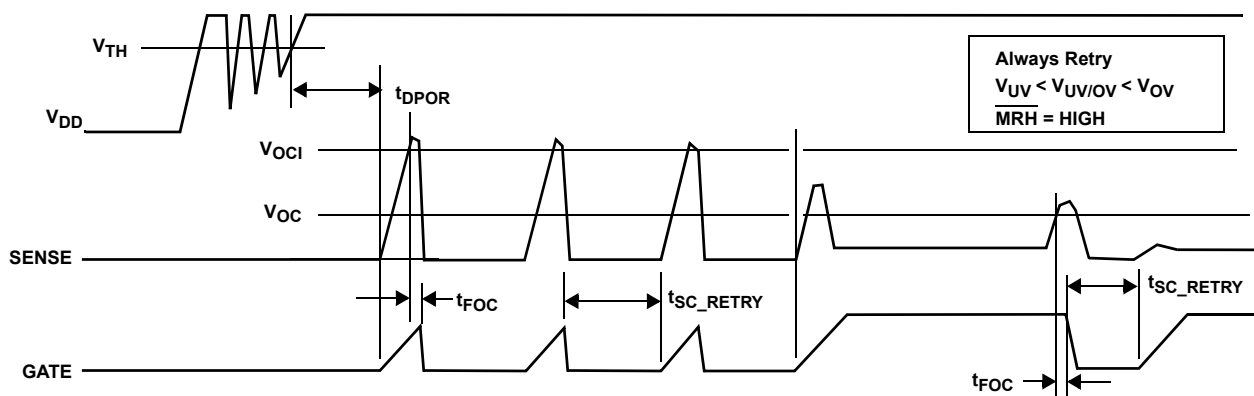 VTH
Always Retry
VUV < VUV/OV < VOV
MRH = HIGH
tDPOR
VDD
VOCI
VOC
SENSE
tFOC
tSC_RETRY
tSC_RETRY
GATE
tFOC